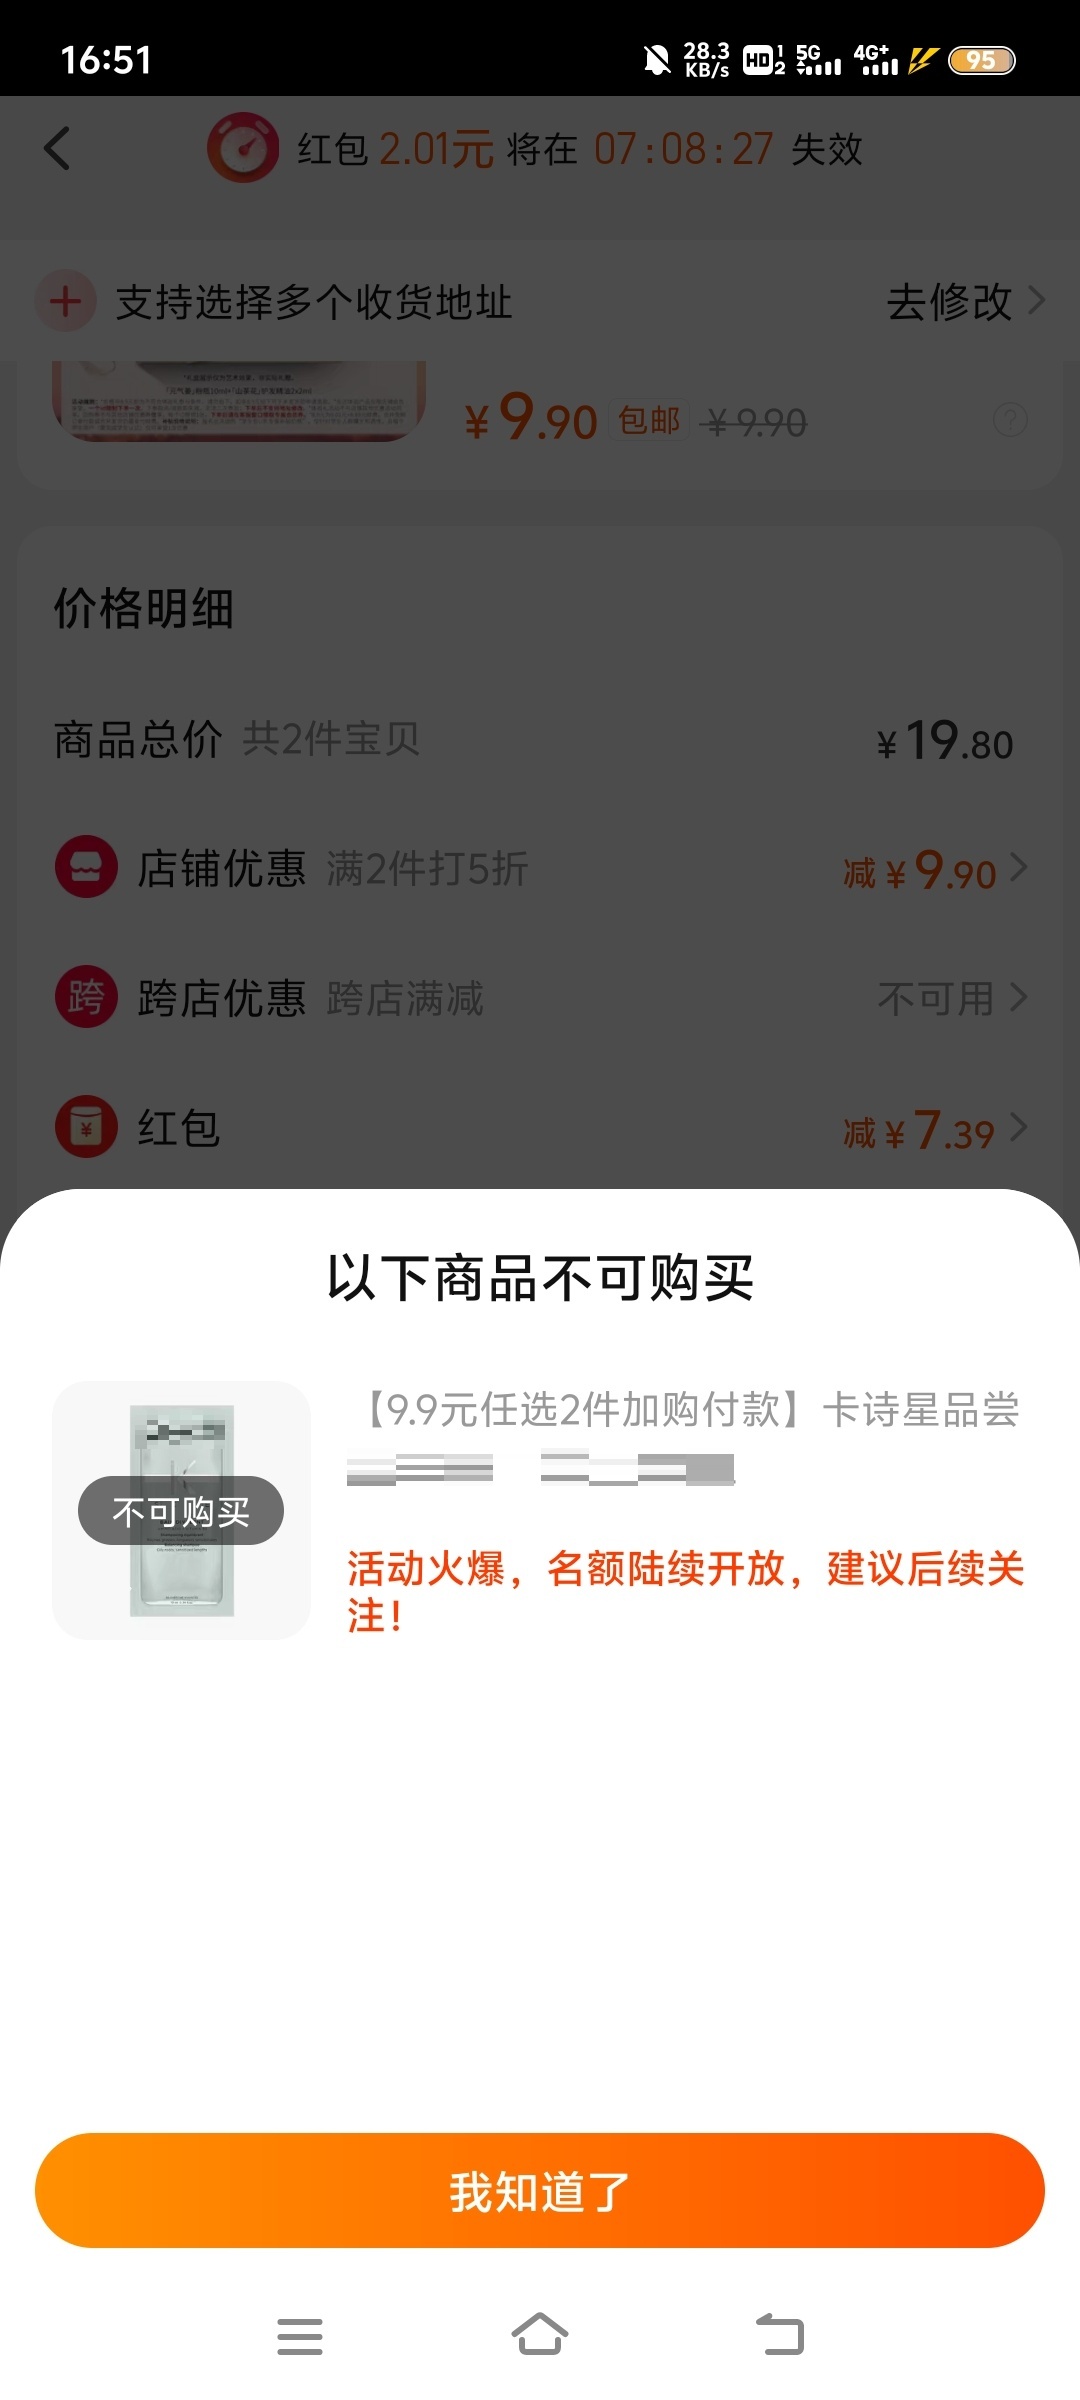 16:51
28.3 KB/s HD 1 2 5G 4G+ 95
红包 2.01元 将在 07:08:27 失效
支持选择多个收货地址 去修改
¥9.90 包邮 ¥9.90
价格明细
商品总价 共2件宝贝 ¥19.80
店铺优惠 满2件打5折 减¥9.90
跨 跨店优惠 跨店满减 不可用
红包 减¥7.39
以下商品不可购买
不可购买
【9.9元任选2件加购付款】卡诗星品尝
活动火爆，名额陆续开放，建议后续关
注！
我知道了